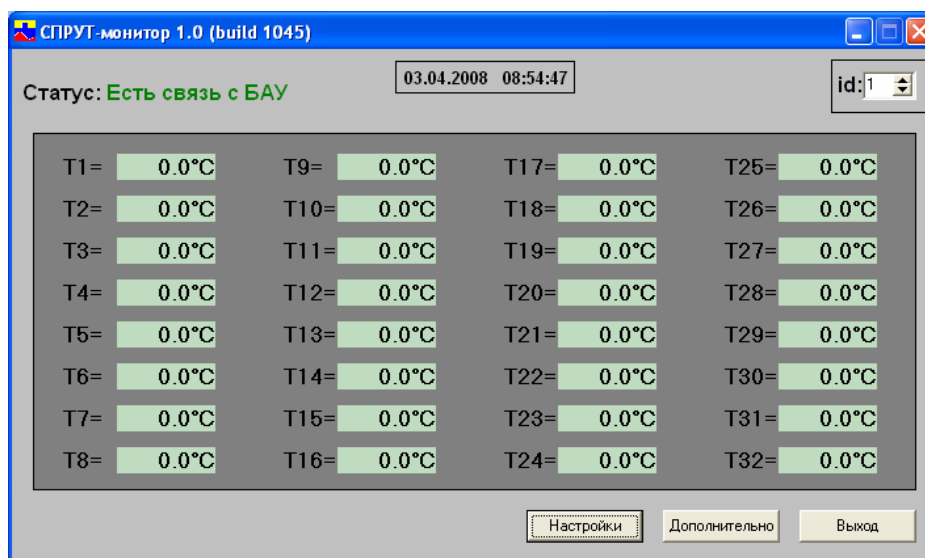 СПРУТ-монитор 1.0 (build 1045)
03.04.2008 08:54:47
Статус: Есть связь с БАУ
id: 1
T1= 0.0°C T9= 0.0°C T17= 0.0°C T25= 0.0°C
T2= 0.0°C T10= 0.0°C T18= 0.0°C T26= 0.0°C
T3= 0.0°C T11= 0.0°C T19= 0.0°C T27= 0.0°C
T4= 0.0°C T12= 0.0°C T20= 0.0°C T28= 0.0°C
T5= 0.0°C T13= 0.0°C T21= 0.0°C T29= 0.0°C
T6= 0.0°C T14= 0.0°C T22= 0.0°C T30= 0.0°C
T7= 0.0°C T15= 0.0°C T23= 0.0°C T31= 0.0°C
T8= 0.0°C T16= 0.0°C T24= 0.0°C T32= 0.0°C
Настройки Дополнительно Выход